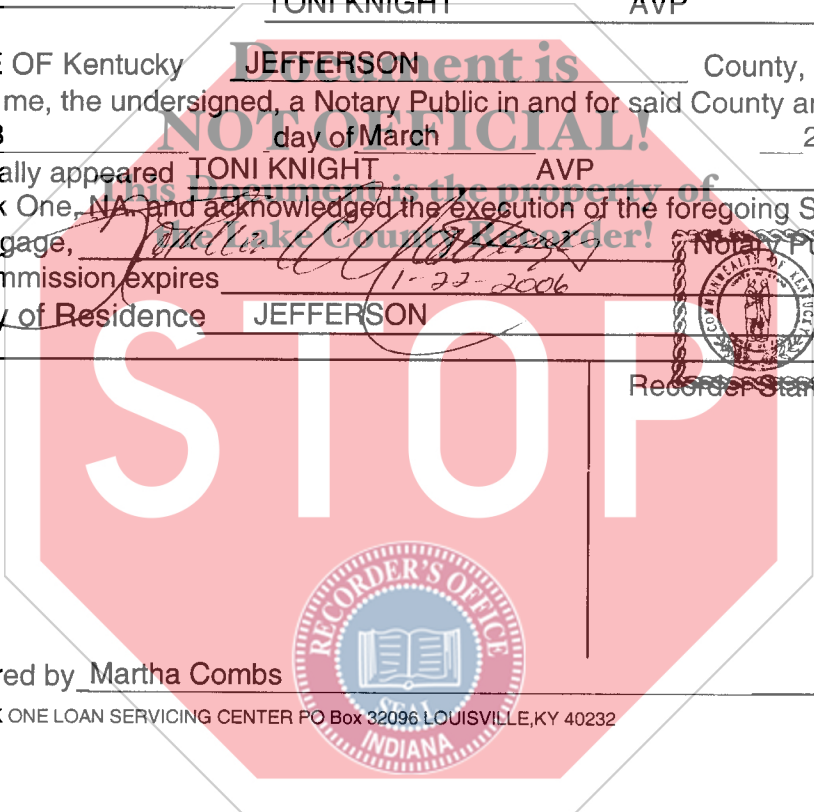 TONI KNIGHT AVP
E OF Kentucky JEFFERSON County,
me, the undersigned, a Notary Public in and for said County an
day of March 2
ally appeared TONI KNIGHT AVP
k One, NA. and acknowledged the execution of the foregoing S
gage, Notary Pu
mmission expires 1-22-2006
y of Residence JEFFERSON
COMMONWEALTH OF KENTUCKY
Recorder Stam
Document is
NOT OFFICIAL!
This Document is the property of
the Lake County Recorder!
STOP
RECORDER'S OFFICE
SEAL
INDIANA
red by Martha Combs
K ONE LOAN SERVICING CENTER PO Box 32096 LOUISVILLE,KY 40232